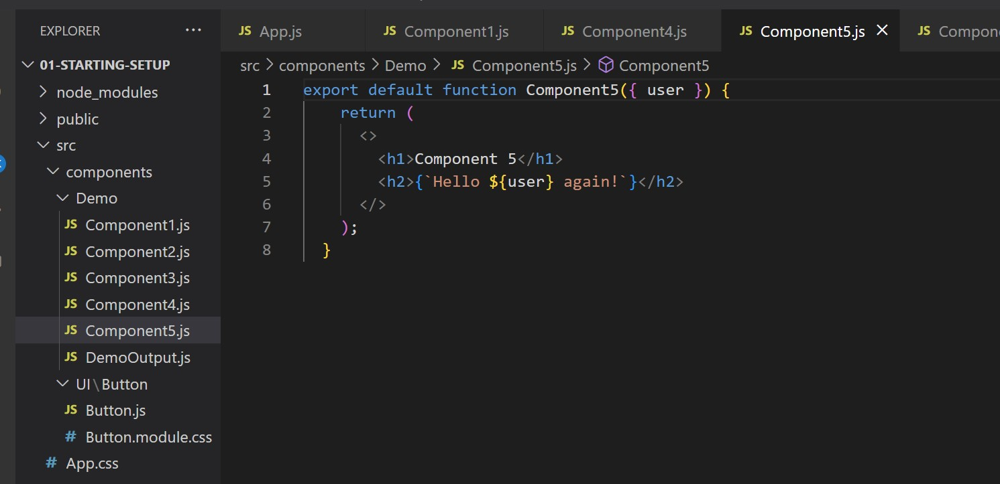 EXPLORER ...
01-STARTING-SETUP
node_modules
public
src
components
Demo
JS Component1.js
JS Component2.js
JS Component3.js
JS Component4.js
JS Component5.js
JS DemoOutput.js
UI\Button
JS Button.js
# Button.module.css
# App.css
JS App.js
JS Component1.js
JS Component4.js
JS Component5.js ×
JS Compon
src > components > Demo > JS Component5.js > Component5
1 export default function Component5({ user }) {
2 return (
3 <>
4 <h1>Component 5</h1>
5 <h2>{`Hello ${user} again!`}</h2>
6 </>
7 );
8 }